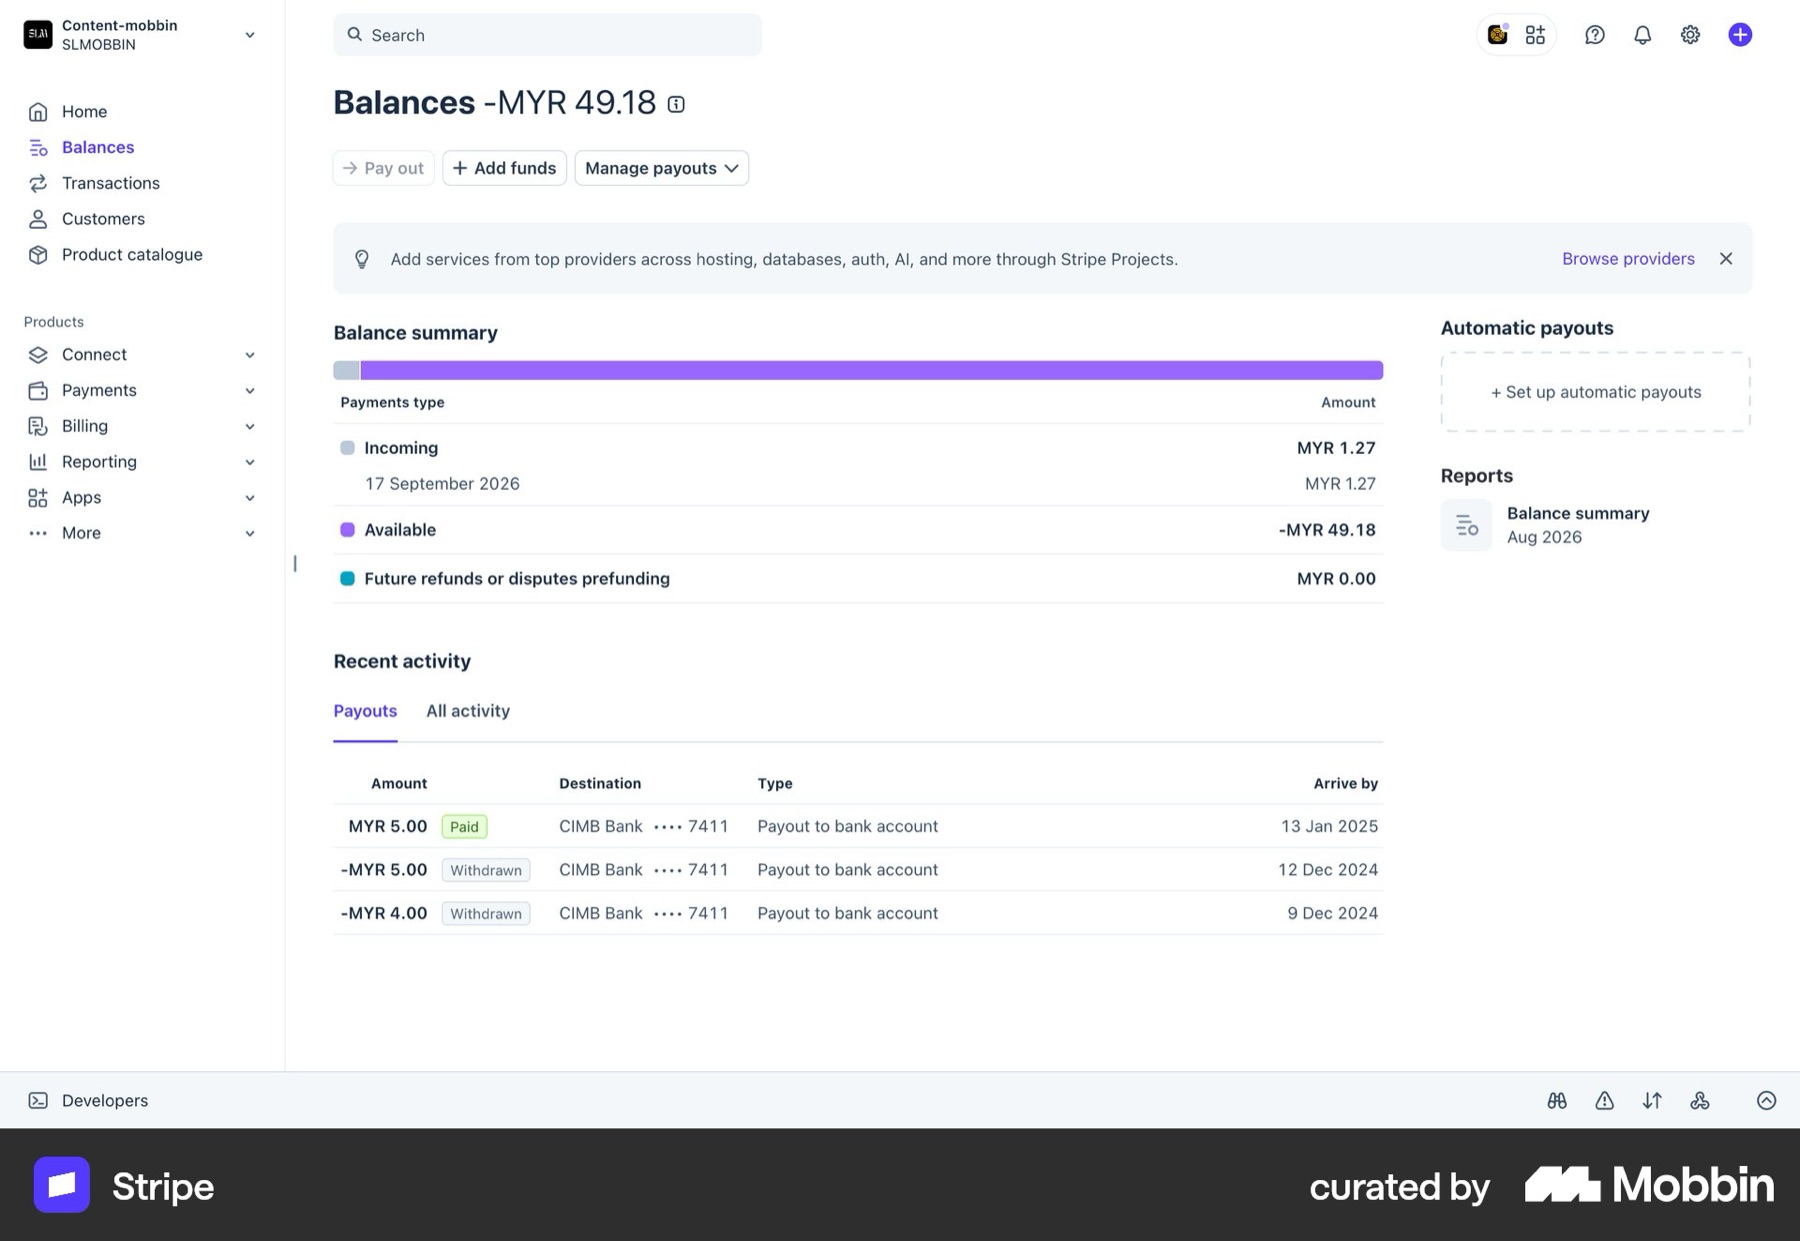 Content-mobbin
SLMOBBIN
Search
Home
Balances
Transactions
Customers
Product catalogue
Products
Connect
Payments
Billing
Reporting
Apps
More
Balances -MYR 49.18
Pay out
Add funds
Manage payouts
Add services from top providers across hosting, databases, auth, AI, and more through Stripe Projects.
Browse providers
Balance summary
Payments type Amount
Incoming MYR 1.27
17 September 2026 MYR 1.27
Available -MYR 49.18
Future refunds or disputes prefunding MYR 0.00
Automatic payouts
+ Set up automatic payouts
Reports
Balance summary
Aug 2026
Recent activity
Payouts All activity
Amount Destination Type Arrive by
MYR 5.00 Paid CIMB Bank •••• 7411 Payout to bank account 13 Jan 2025
-MYR 5.00 Withdrawn CIMB Bank •••• 7411 Payout to bank account 12 Dec 2024
-MYR 4.00 Withdrawn CIMB Bank •••• 7411 Payout to bank account 9 Dec 2024
Developers
Stripe
curated by Mobbin